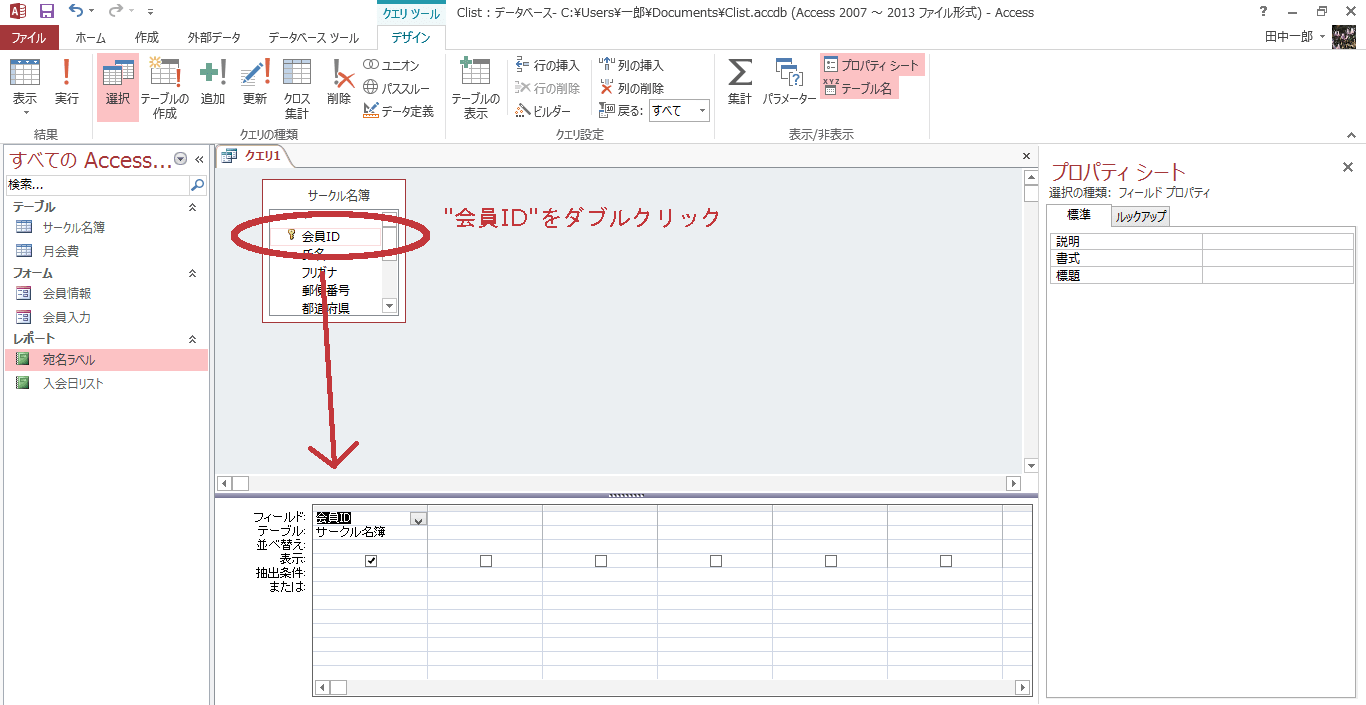 クエリ ツール
Clist : データベース- C:¥Users¥一郎¥Documents¥Clist.accdb (Access 2007 ～ 2013 ファイル形式) - Access
ファイル
ホーム
作成
外部データ
データベース ツール
デザイン
田中一郎
表示
実行
選択
テーブルの
作成
追加
更新
クロス
集計
削除
ユニオン
パススルー
データ定義
テーブルの
表示
行の挿入
行の削除
ビルダー
列の挿入
列の削除
戻る: すべて
集計
パラメーター
プロパティ シート
XYZ
テーブル名
結果
クエリの種類
クエリ設定
表示/非表示
すべての Access...
検索...
テーブル
サークル名簿
月会費
フォーム
会員情報
会員入力
レポート
宛名ラベル
入会日リスト
クエリ1
サークル名簿
会員ID
氏名
フリガナ
郵便番号
都道府県
"会員ID"をダブルクリック
フィールド: 会員ID
テーブル: サークル名簿
並べ替え:
表示:
抽出条件:
または:
プロパティ シート
選択の種類: フィールド プロパティ
標準
ルックアップ
説明
書式
標題